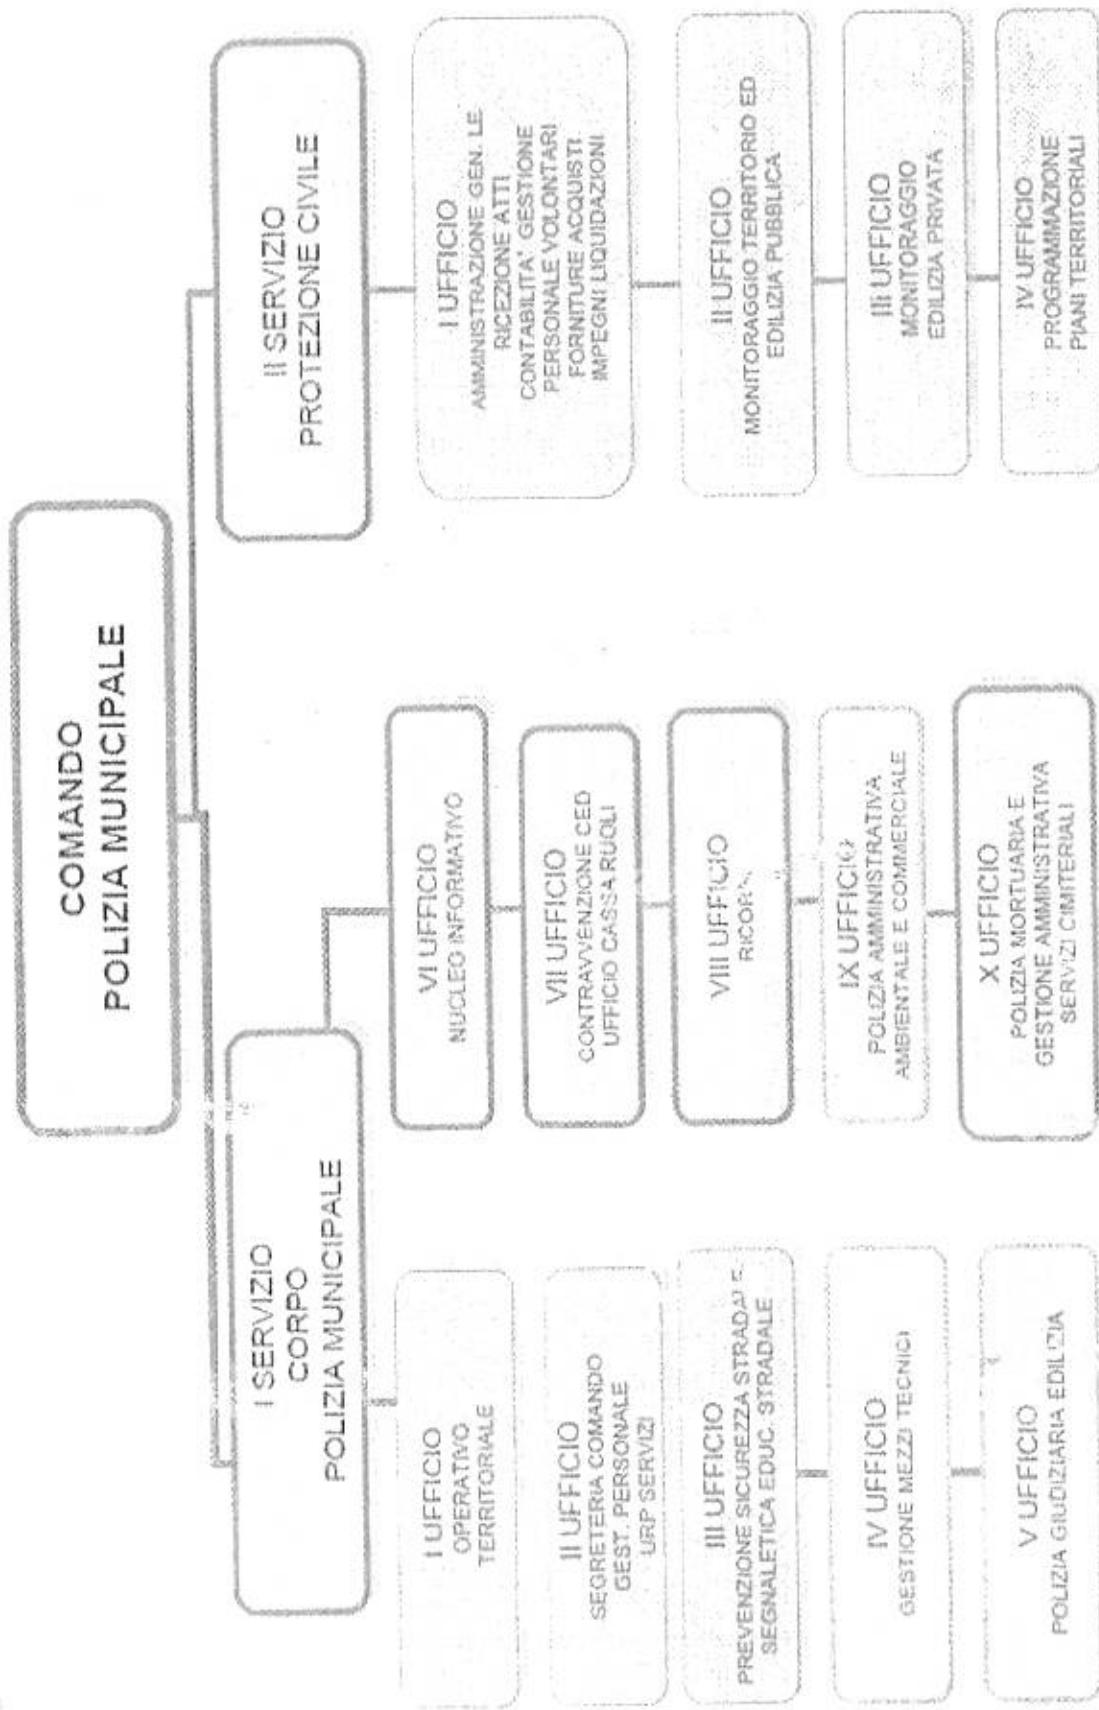 COMANDO
POLIZIA MUNICIPALE
I SERVIZIO
CORPO
POLIZIA MUNICIPALE
I UFFICIO
OPERATIVO
TERRITORIALE
II UFFICIO
SEGRETERIA COMANDO
GEST. PERSONALE
URP SERVIZI
III UFFICIO
PREVENZIONE SICUREZZA STRADALE
SEGNALETICA EDUC. STRADALE
IV UFFICIO
GESTIONE MEZZI TECNICI
V UFFICIO
POLIZIA GIUDIZIARIA EDILIZIA
VI UFFICIO
NUCLEO INFORMATIVO
VII UFFICIO
CONTRAVVENZIONE CED
UFFICIO CASSA RUOLI
VIII UFFICIO
IX UFFICIO
POLIZIA AMMINISTRATIVA
AMBIENTALE E COMMERCIALE
X UFFICIO
POLIZIA MORTUARIA E
GESTIONE AMMINISTRATIVA
SERVIZI CIMITERIALI
II SERVIZIO
PROTEZIONE CIVILE
I UFFICIO
AMMINISTRAZIONE GEN. LE
RICEZIONE ATTI
CONTABILITA' GESTIONE
PERSONALE VOLONTARI
FORNITURE ACQUISTI
IMPEGNI LIQUIDAZIONI
II UFFICIO
MONITORAGGIO TERRITORIO ED
EDILIZIA PUBBLICA
III UFFICIO
MONITORAGGIO
EDILIZIA PRIVATA
IV UFFICIO
PROGRAMMAZIONE
PIANI TERRITORIALI